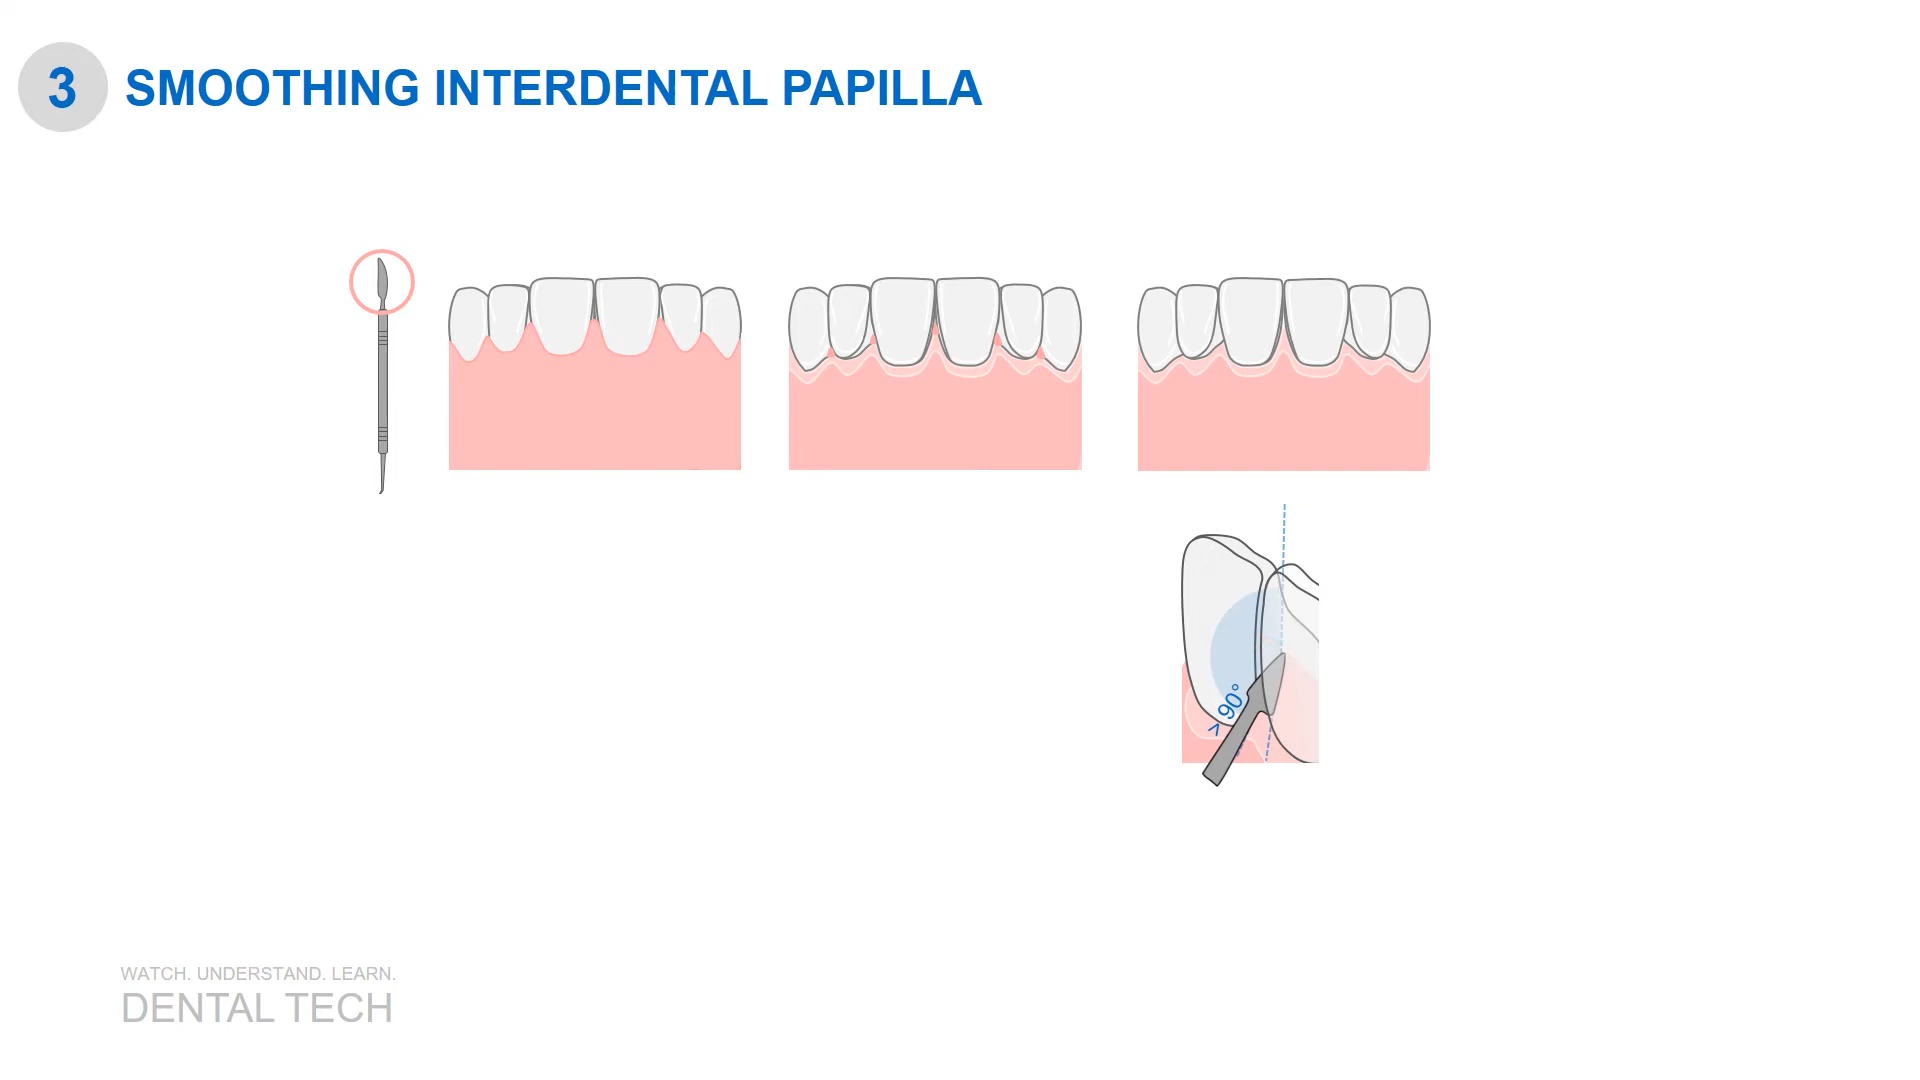 3
SMOOTHING INTERDENTAL PAPILLA
> 90°
WATCH. UNDERSTAND. LEARN.
DENTAL TECH